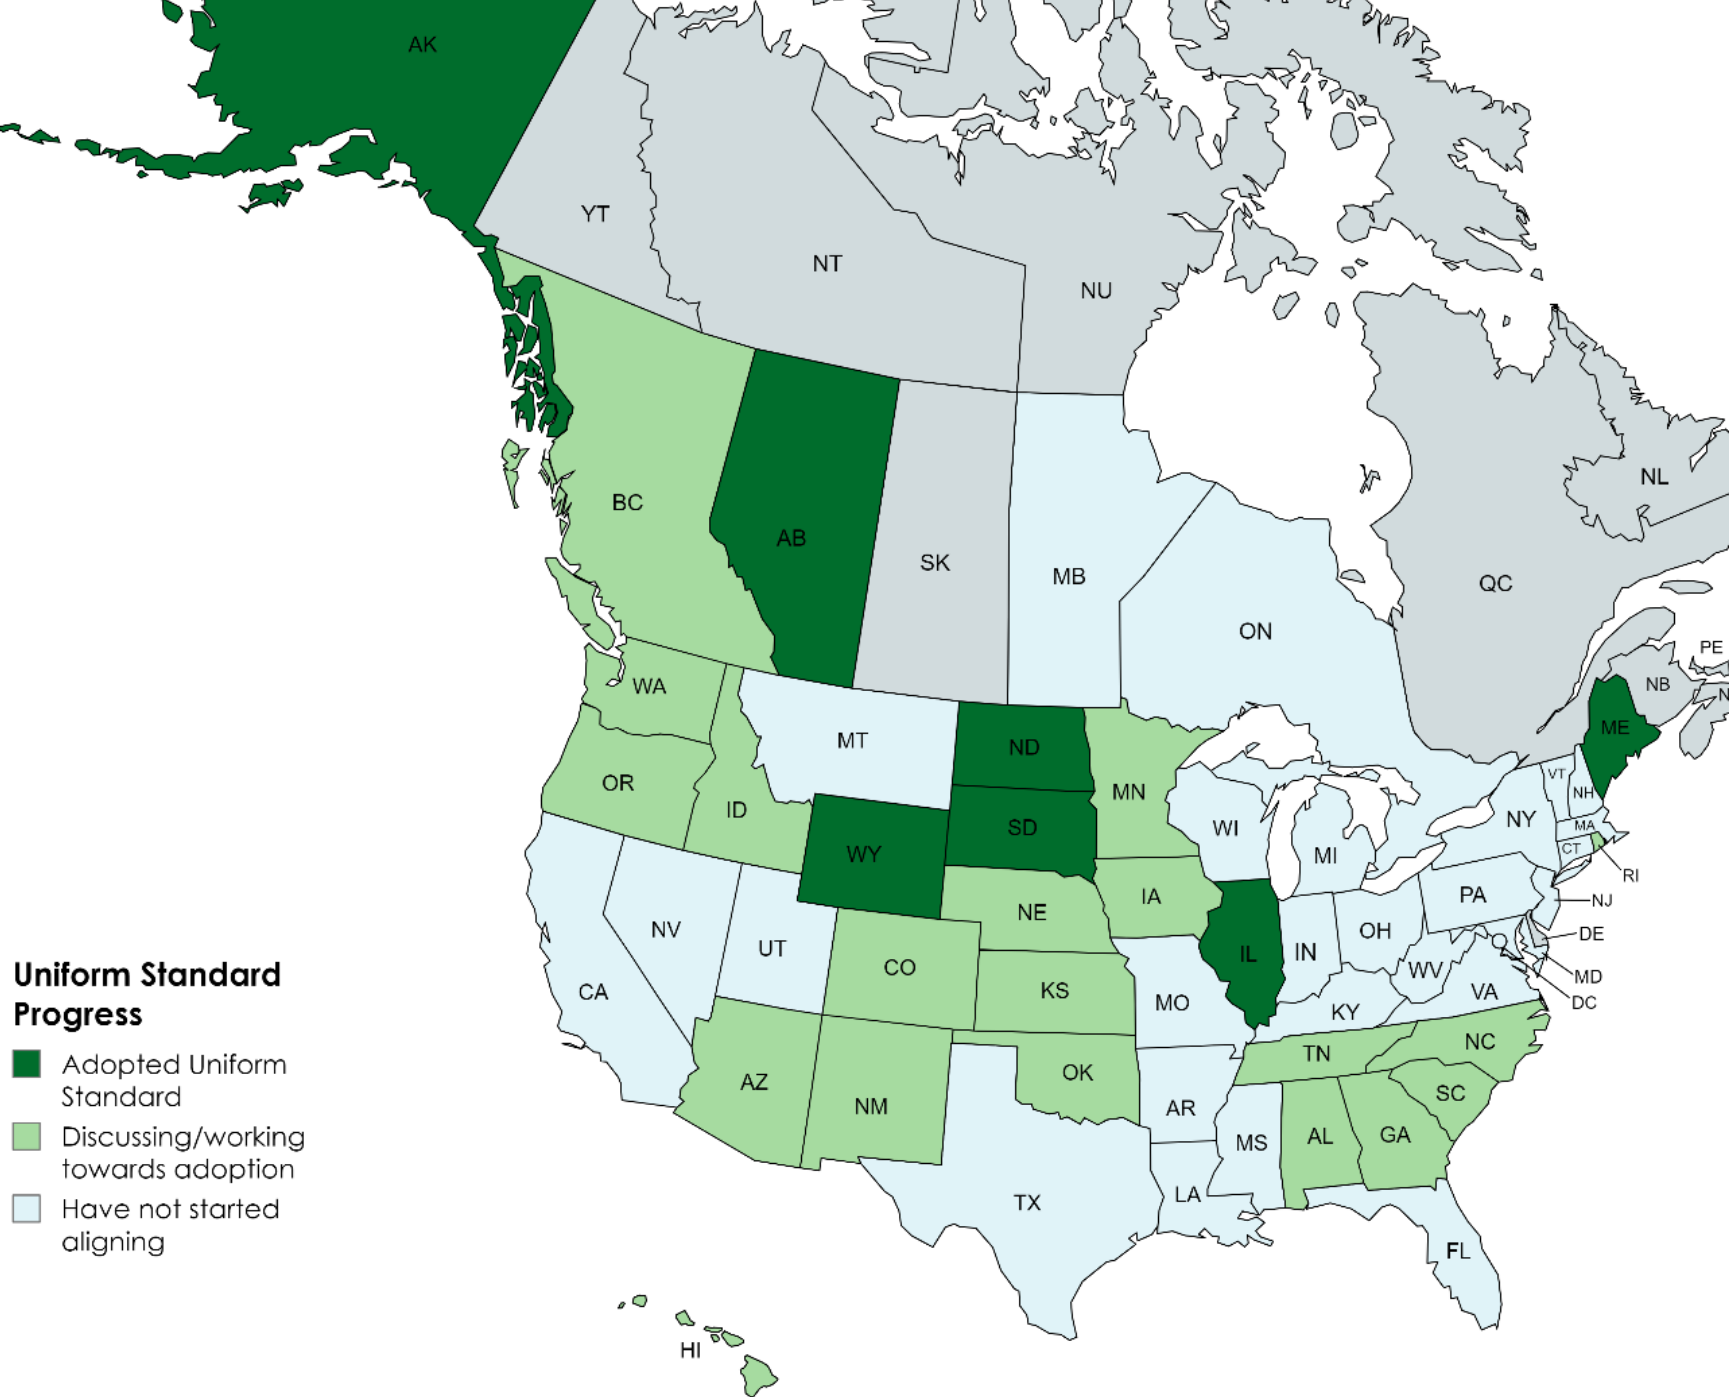 AK
YT
NT
NU
BC
AB
SK
MB
ON
QC
NL
PE
NB
N
ME
WA
MT
ND
MN
OR
ID
SD
WI
MI
NY
VT
NH
MA
CT
RI
WY
NE
IA
PA
NJ
NV
UT
CO
KS
IL
IN
OH
WV
DE
MD
DC
VA
CA
MO
KY
AZ
NM
OK
AR
TN
NC
SC
MS
AL
GA
TX
LA
FL
HI
Uniform Standard
Progress
Adopted Uniform
Standard
Discussing/working
towards adoption
Have not started
aligning